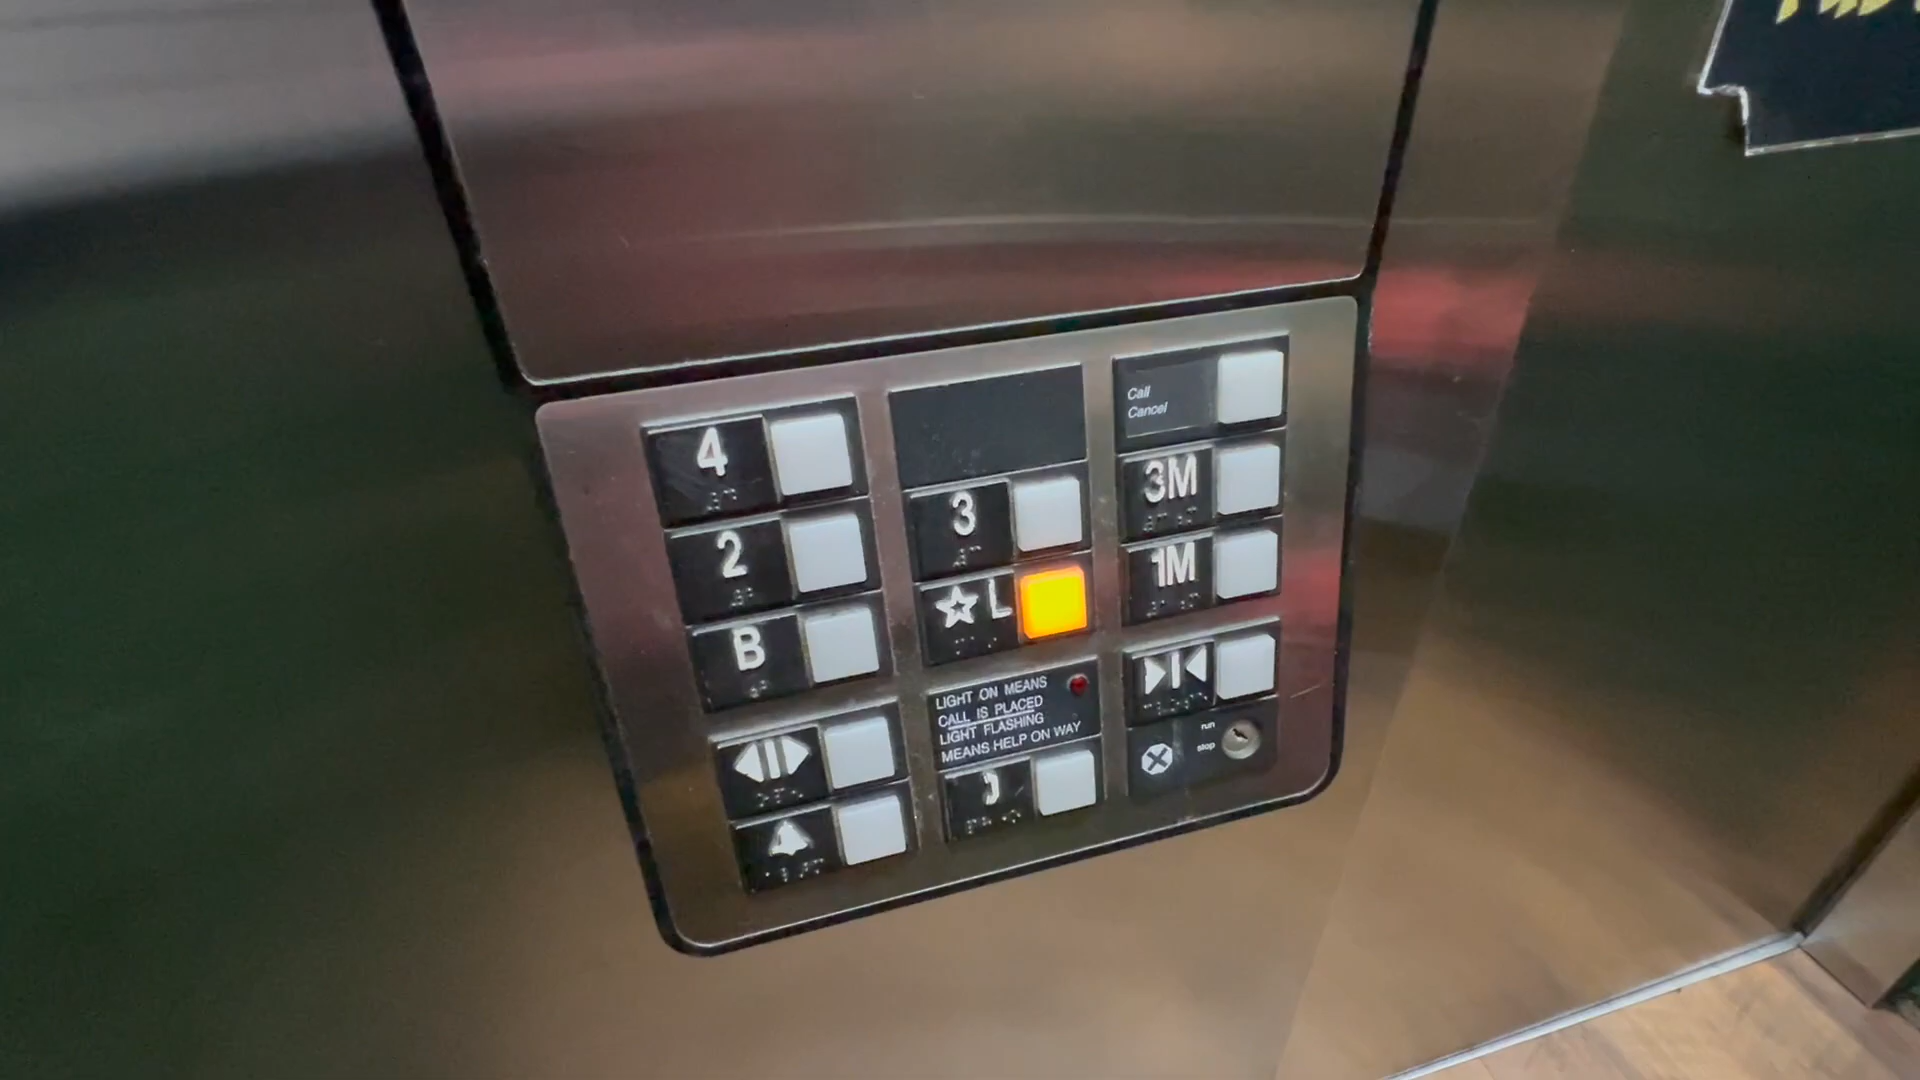 4
3
Call
Cancel
3M
2
☆L
1M
B
LIGHT ON MEANS
CALL IS PLACED
LIGHT FLASHING
MEANS HELP ON WAY
run
stop